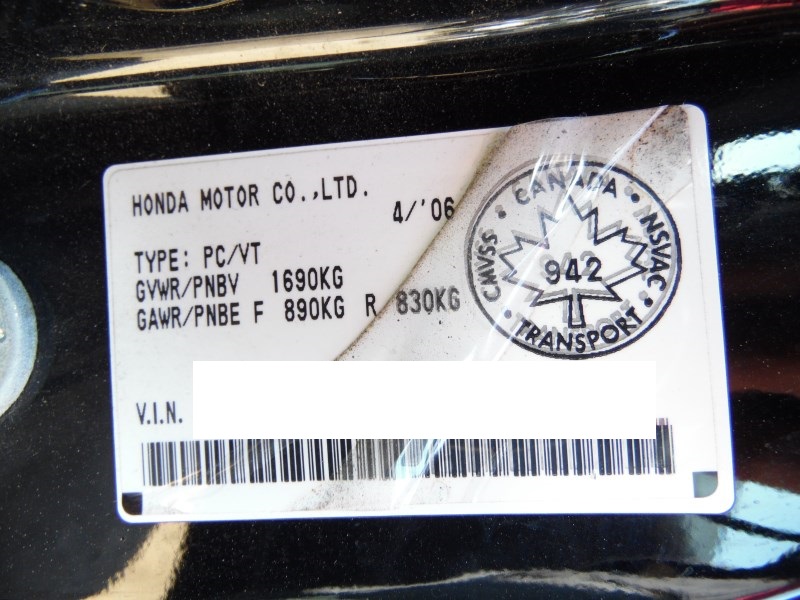 HONDA MOTOR CO.,LTD.
4/'06
TYPE: PC/VT
GVWR/PNBV 1690KG
GAWR/PNBE F 890KG R 830KG
V.I.N.
CMVSS • CANADA • NSVAC • TRANSPORT •
942